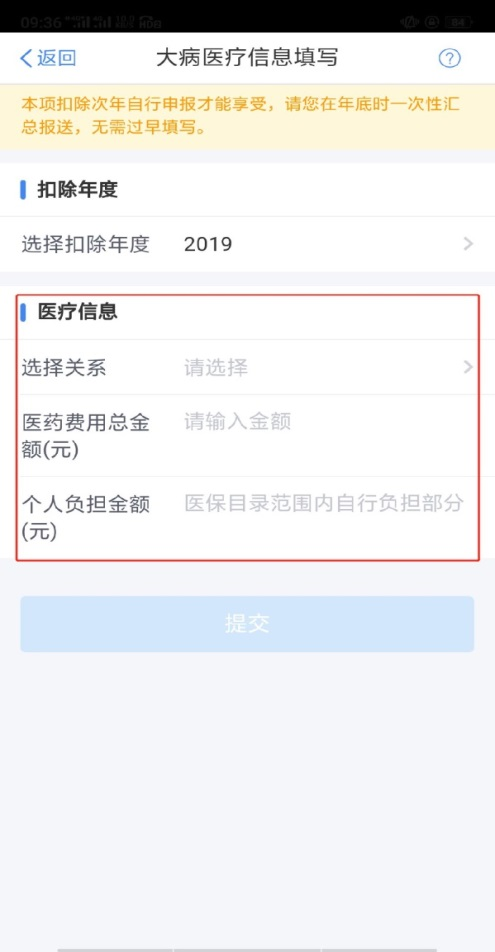 09:36
84
返回
大病医疗信息填写
?
本项扣除次年自行申报才能享受，请您在年底时一次性汇
总报送，无需过早填写。
扣除年度
选择扣除年度 2019
医疗信息
选择关系 请选择
医药费用总金 请输入金额
额(元)
个人负担金额 医保目录范围内自行负担部分
(元)
提交